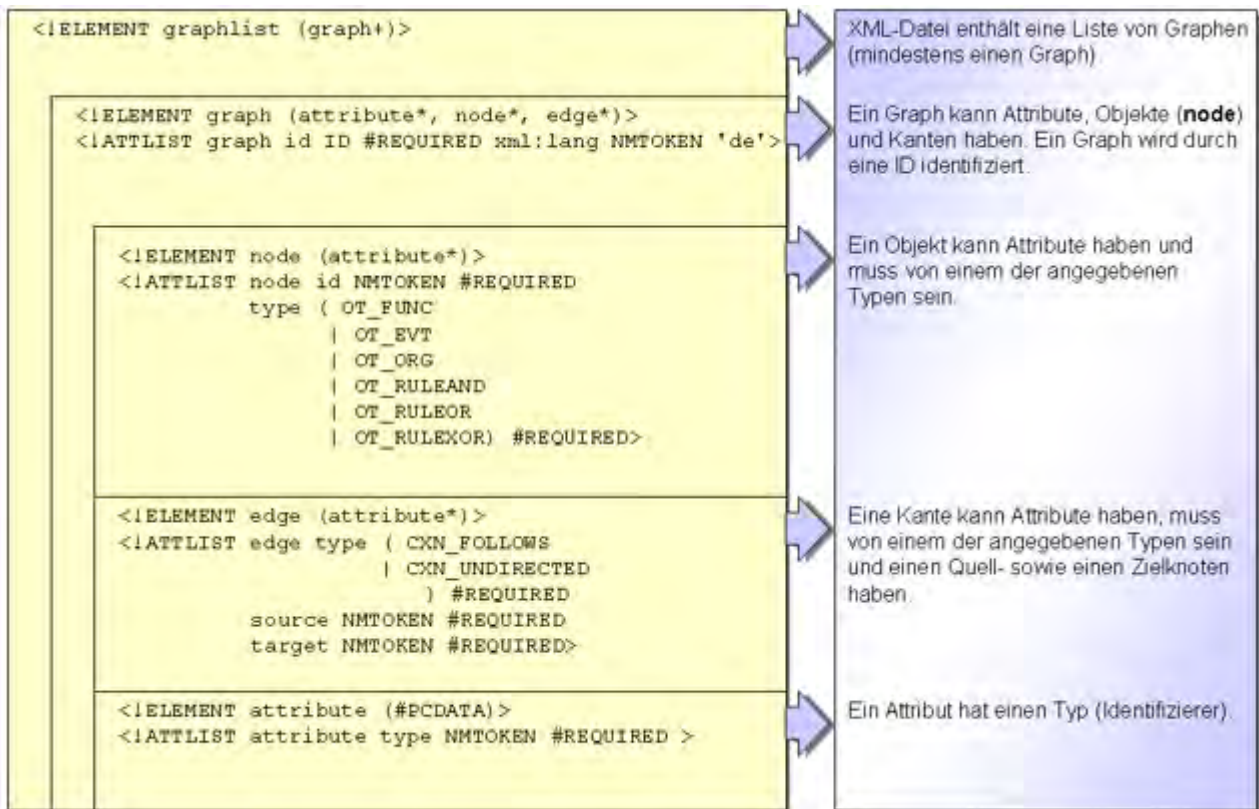 <!ELEMENT graphlist (graph+)>
XML-Datei enthält eine Liste von Graphen
(mindestens einen Graph)
<!ELEMENT graph (attribute*, node*, edge*)>
<!ATTLIST graph id ID #REQUIRED xml:lang NMTOKEN 'de'>
Ein Graph kann Attribute, Objekte (node)
und Kanten haben. Ein Graph wird durch
eine ID identifiziert.
<!ELEMENT node (attribute*)>
<!ATTLIST node id NMTOKEN #REQUIRED
type ( OT_FUNC
| OT_EVT
| OT_ORG
| OT_RULEAND
| OT_RULEOR
| OT_RULEXOR) #REQUIRED>
Ein Objekt kann Attribute haben und
muss von einem der angegebenen
Typen sein.
<!ELEMENT edge (attribute*)>
<!ATTLIST edge type ( CXN_FOLLOWS
| CXN_UNDIRECTED
) #REQUIRED
source NMTOKEN #REQUIRED
target NMTOKEN #REQUIRED>
Eine Kante kann Attribute haben, muss
von einem der angegebenen Typen sein
und einen Quell- sowie einen Zielknoten
haben.
<!ELEMENT attribute (#PCDATA)>
<!ATTLIST attribute type NMTOKEN #REQUIRED >
Ein Attribut hat einen Typ (Identifizierer).